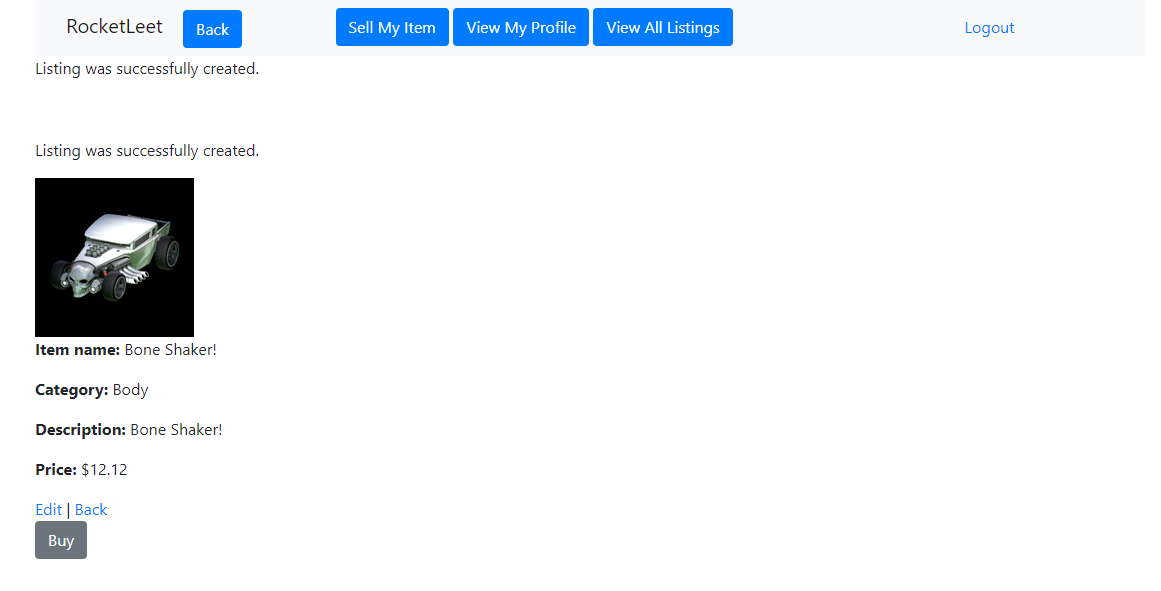 RocketLeet Back Sell My Item View My Profile View All Listings Logout
Listing was successfully created.
Listing was successfully created.
Item name: Bone Shaker!
Category: Body
Description: Bone Shaker!
Price: $12.12
Edit | Back
Buy